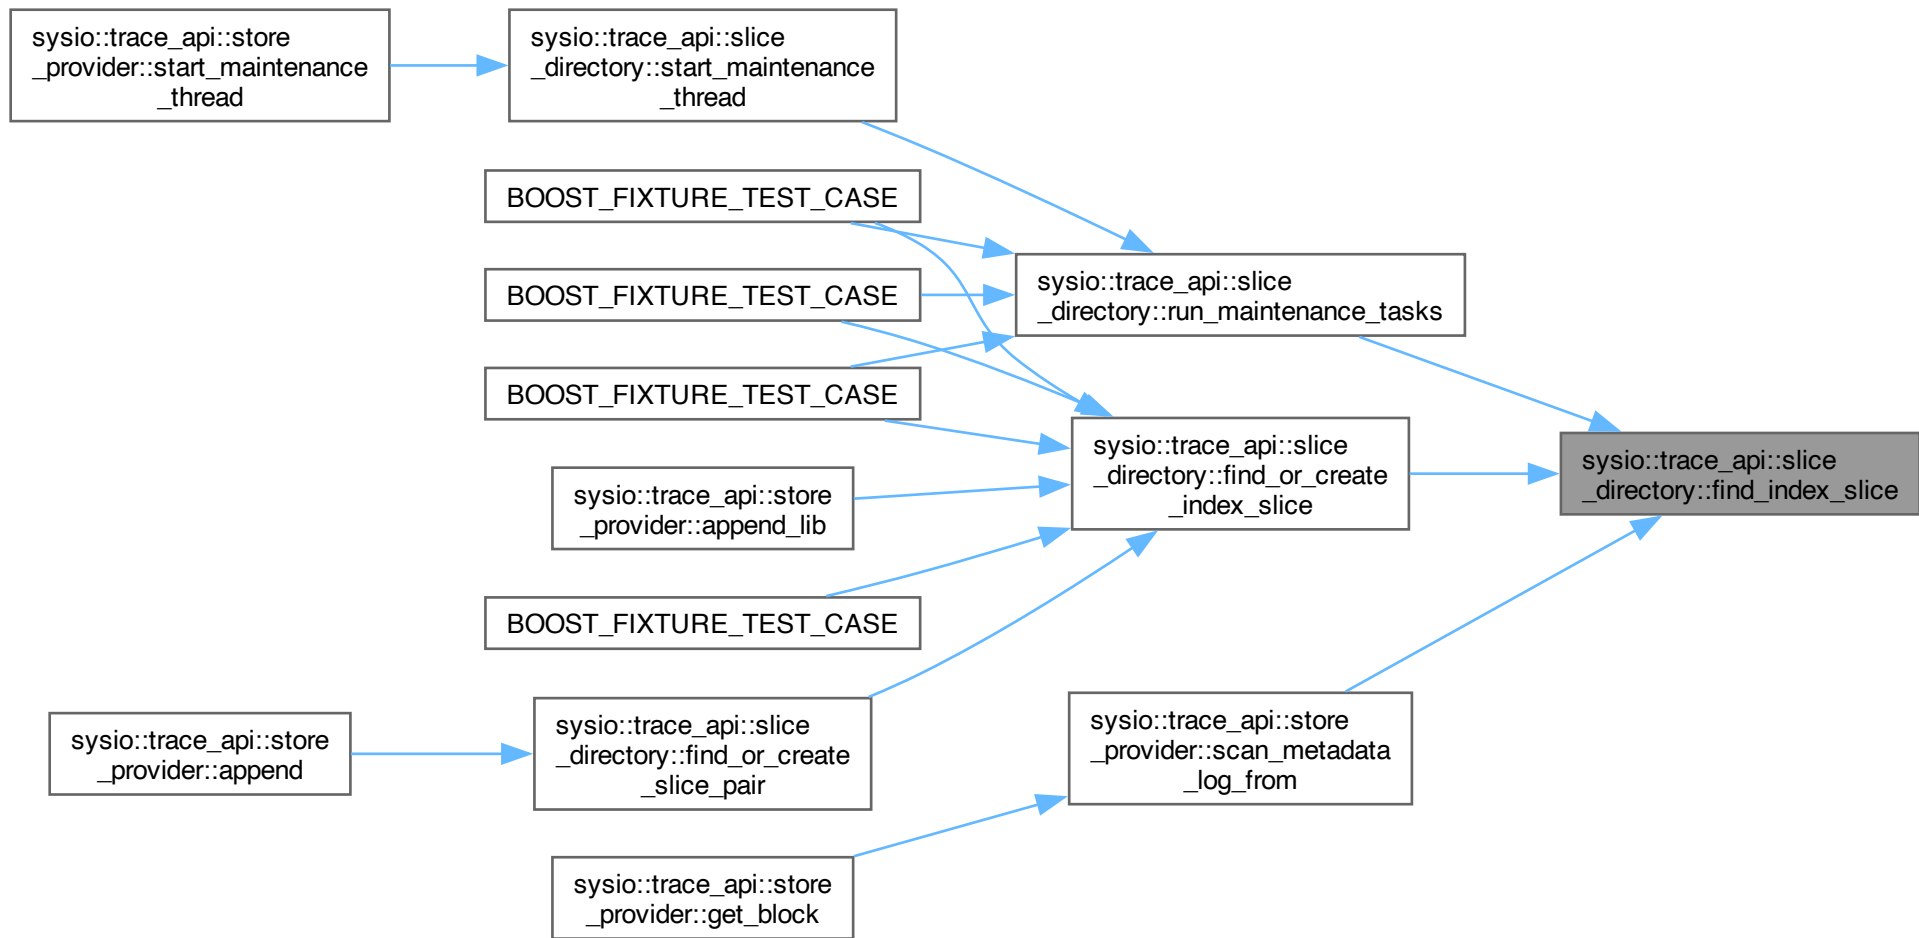 sysio::trace_api::store
_provider::start_maintenance
_thread
sysio::trace_api::slice
_directory::start_maintenance
_thread
BOOST_FIXTURE_TEST_CASE
BOOST_FIXTURE_TEST_CASE
BOOST_FIXTURE_TEST_CASE
sysio::trace_api::store
_provider::append_lib
BOOST_FIXTURE_TEST_CASE
sysio::trace_api::store
_provider::append
sysio::trace_api::slice
_directory::find_or_create
_slice_pair
sysio::trace_api::store
_provider::get_block
sysio::trace_api::slice
_directory::run_maintenance_tasks
sysio::trace_api::slice
_directory::find_or_create
_index_slice
sysio::trace_api::store
_provider::scan_metadata
_log_from
sysio::trace_api::slice
_directory::find_index_slice